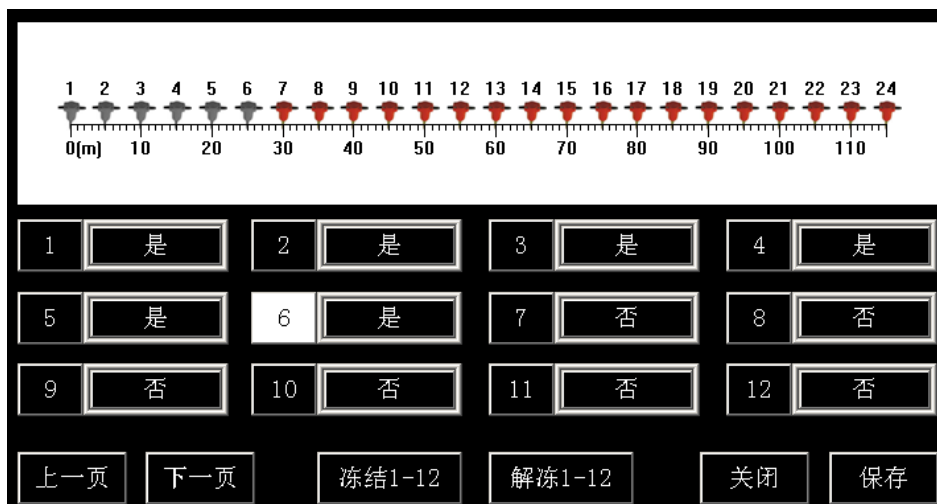 1 2 3 4 5 6 7 8 9 10 11 12 13 14 15 16 17 18 19 20 21 22 23 24
0(m) 10 20 30 40 50 60 70 80 90 100 110
1 是 2 是 3 是 4 是
5 是 6 是 7 否 8 否
9 否 10 否 11 否 12 否
上一页 下一页 冻结1-12 解冻1-12 关闭 保存